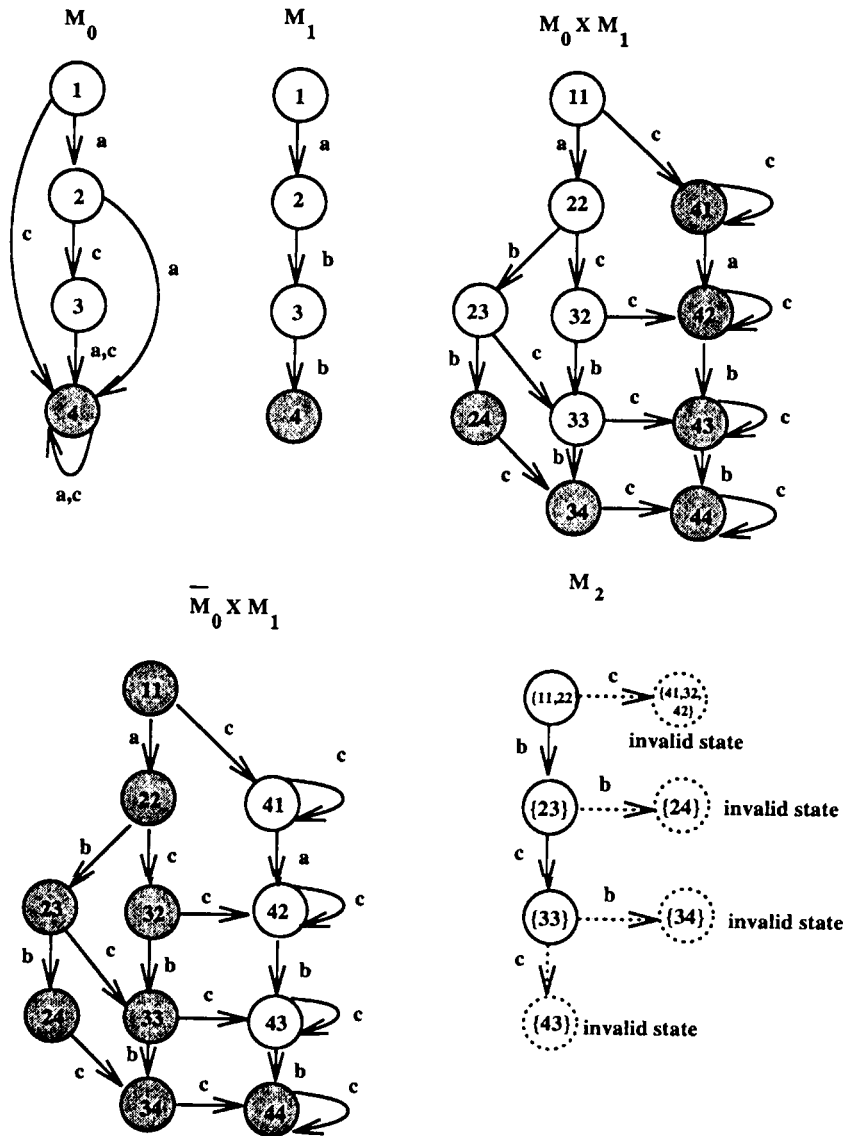 M0
M1
M0 X M1
1
1
11
a
a
a
c
c
2
2
22
41
c
c
a
b
b
c
a
3
3
23
32
42
c
c
a,c
b
b
c
b
b
4
4
24
33
43
c
c
a,c
c
b
b
34
44
c
c
M̅0 X M1
M2
11
{11,22}
c
{41,32,
42}
invalid state
a
c
c
b
22
41
{23}
b
{24}
invalid state
b
c
a
c
23
32
42
c
c
{33}
b
{34}
invalid state
b
c
b
b
c
24
33
43
c
c
{43}
invalid state
c
b
b
34
44
c
c